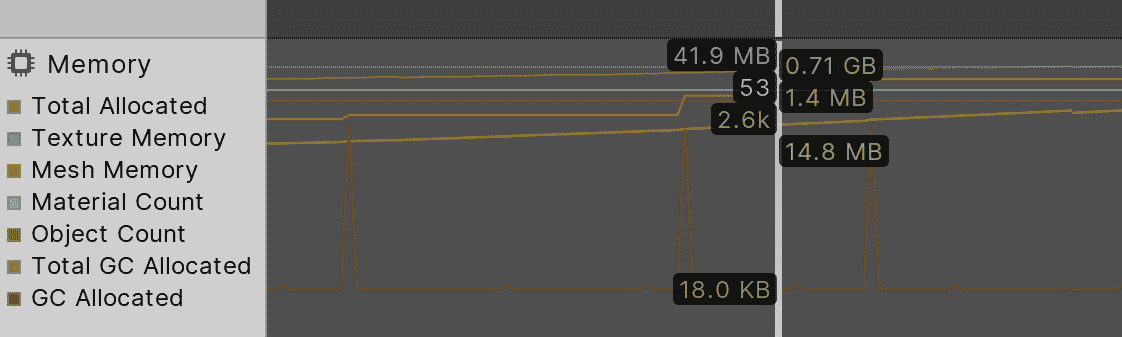 Memory
Total Allocated
Texture Memory
Mesh Memory
Material Count
Object Count
Total GC Allocated
GC Allocated
41.9 MB
0.71 GB
53
1.4 MB
2.6k
14.8 MB
18.0 KB